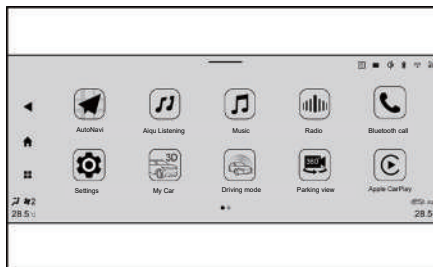 AutoNavi
Aiqu Listening
Music
Radio
Bluetooth call
3D
360°
Settings
My Car
Driving mode
Parking view
Apple CarPlay
2
28.5
28.5